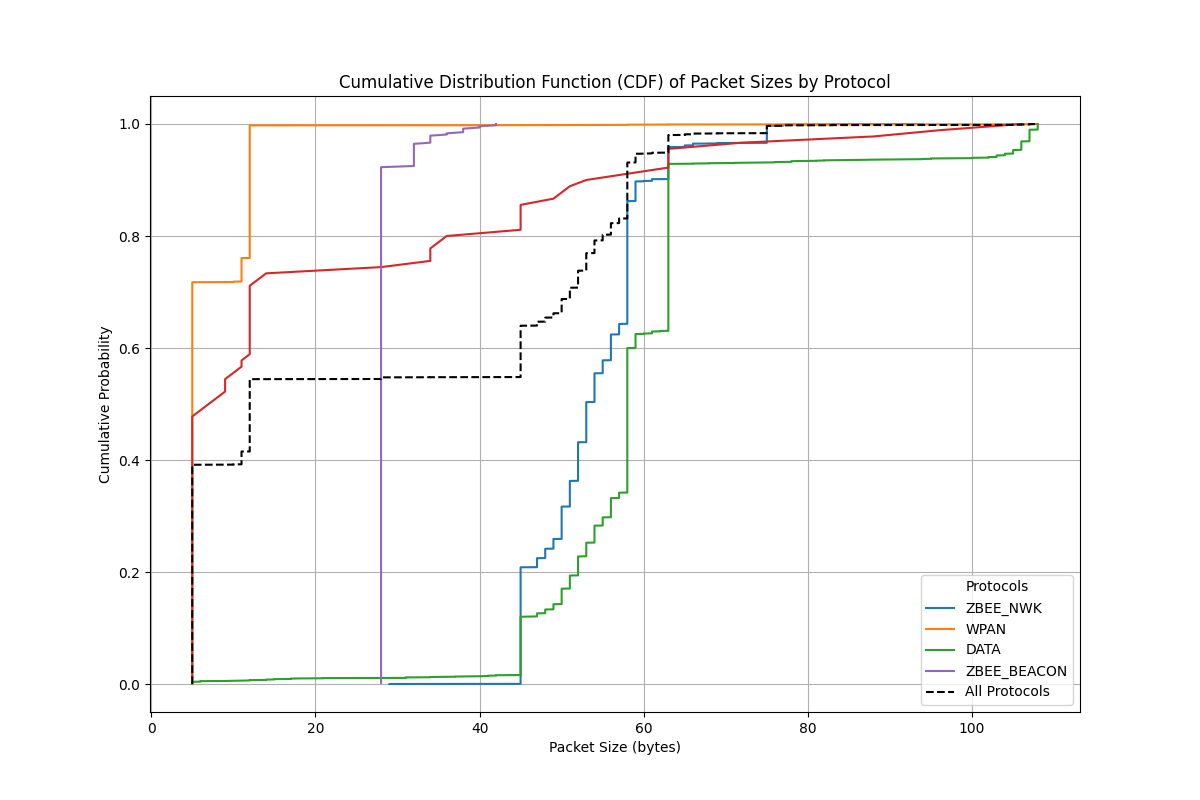 Cumulative Distribution Function (CDF) of Packet Sizes by Protocol
Cumulative Probability
1.0
0.8
0.6
0.4
0.2
0.0
0 20 40 60 80 100
Packet Size (bytes)
Protocols
ZBEE_NWK
WPAN
DATA
ZBEE_BEACON
All Protocols